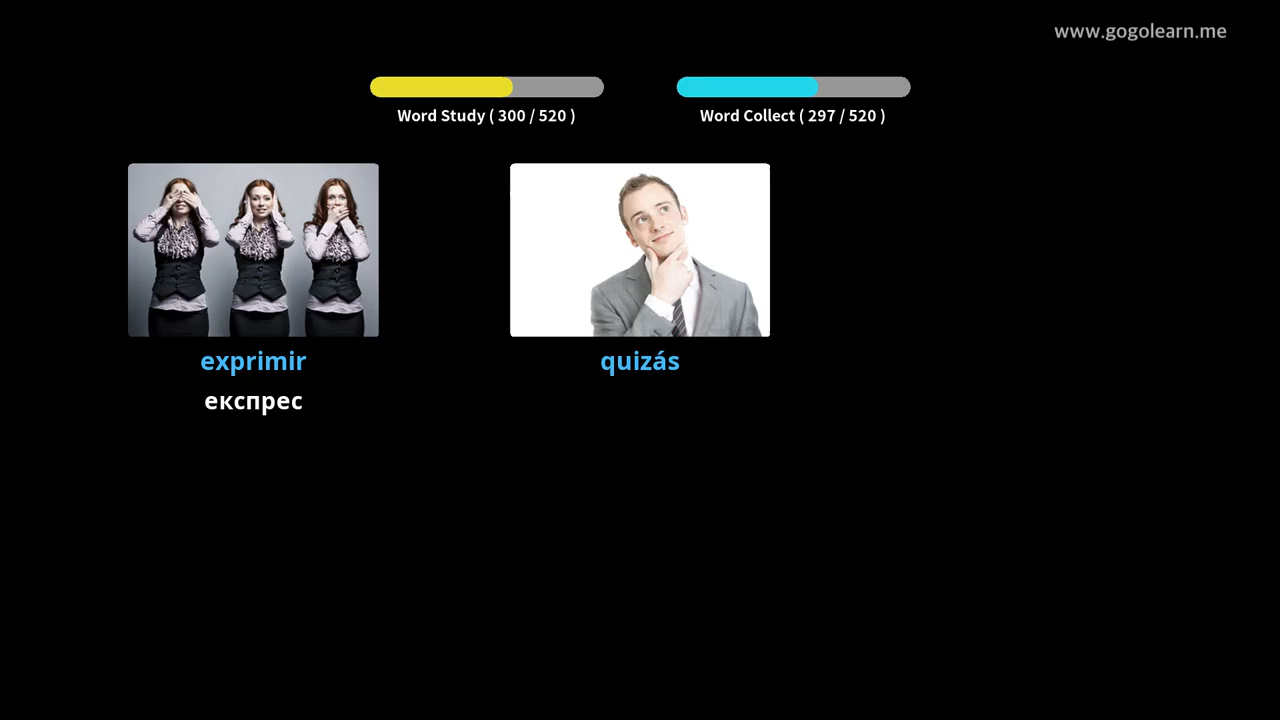 www.gogolearn.me
Word Study ( 300 / 520 )
Word Collect ( 297 / 520 )
exprimir
експрес
quizás